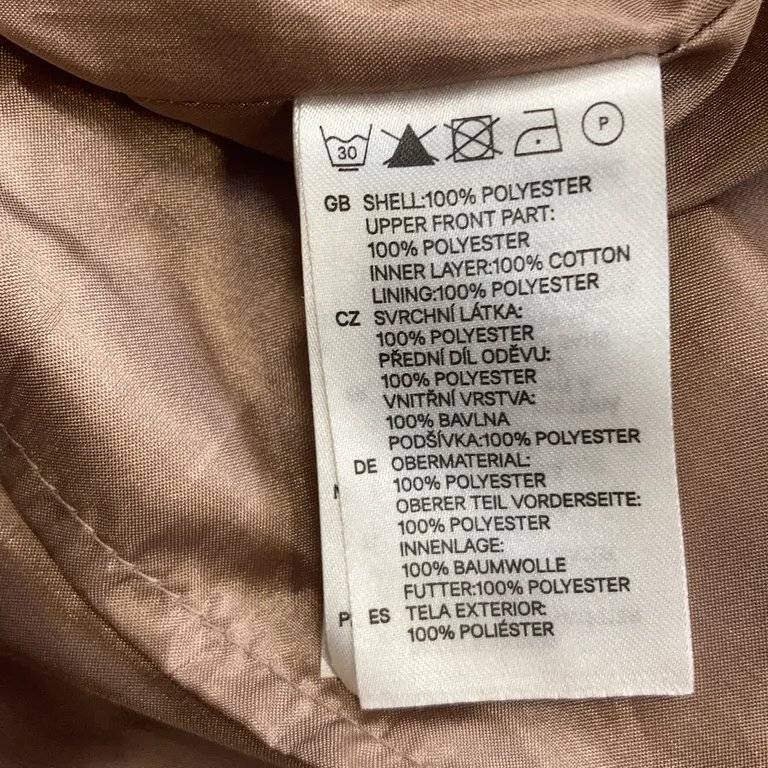 30
P
GB SHELL:100% POLYESTER
UPPER FRONT PART:
100% POLYESTER
INNER LAYER:100% COTTON
LINING:100% POLYESTER
CZ SVRCHNÍ LÁTKA:
100% POLYESTER
PŘEDNÍ DÍL ODĚVU:
100% POLYESTER
VNITŘNÍ VRSTVA:
100% BAVLNA
PODŠÍVKA:100% POLYESTER
DE OBERMATERIAL:
100% POLYESTER
OBERER TEIL VORDERSEITE:
100% POLYESTER
INNENLAGE:
100% BAUMWOLLE
FUTTER:100% POLYESTER
ES TELA EXTERIOR:
100% POLIÉSTER